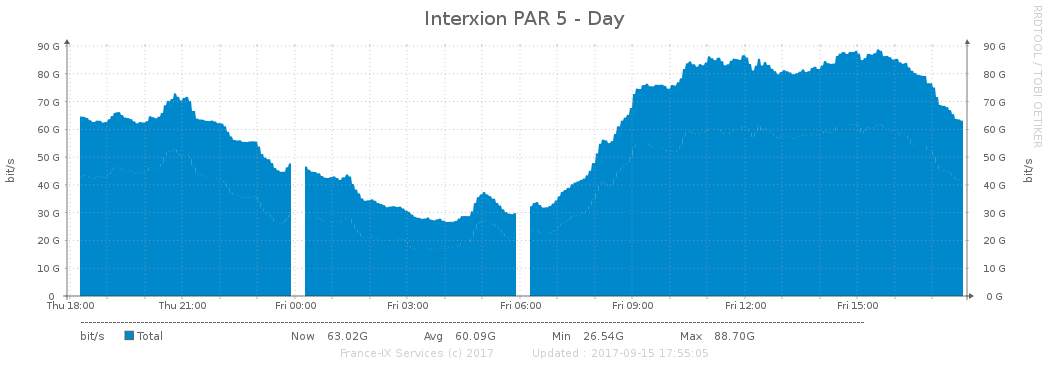 Interxion PAR 5 - Day
RRDTOOL / TOBI OETIKER
90 G 90 G
80 G 80 G
70 G 70 G
60 G 60 G
50 G 50 G
40 G 40 G
30 G 30 G
20 G 20 G
10 G 10 G
0 0 G
bit/s
bit/s
Thu 18:00 Thu 21:00 Fri 00:00 Fri 03:00 Fri 06:00 Fri 09:00 Fri 12:00 Fri 15:00
bit/s Total Now 63.02G Avg 60.09G Min 26.54G Max 88.70G
France-IX Services (c) 2017 Updated : 2017-09-15 17:55:05